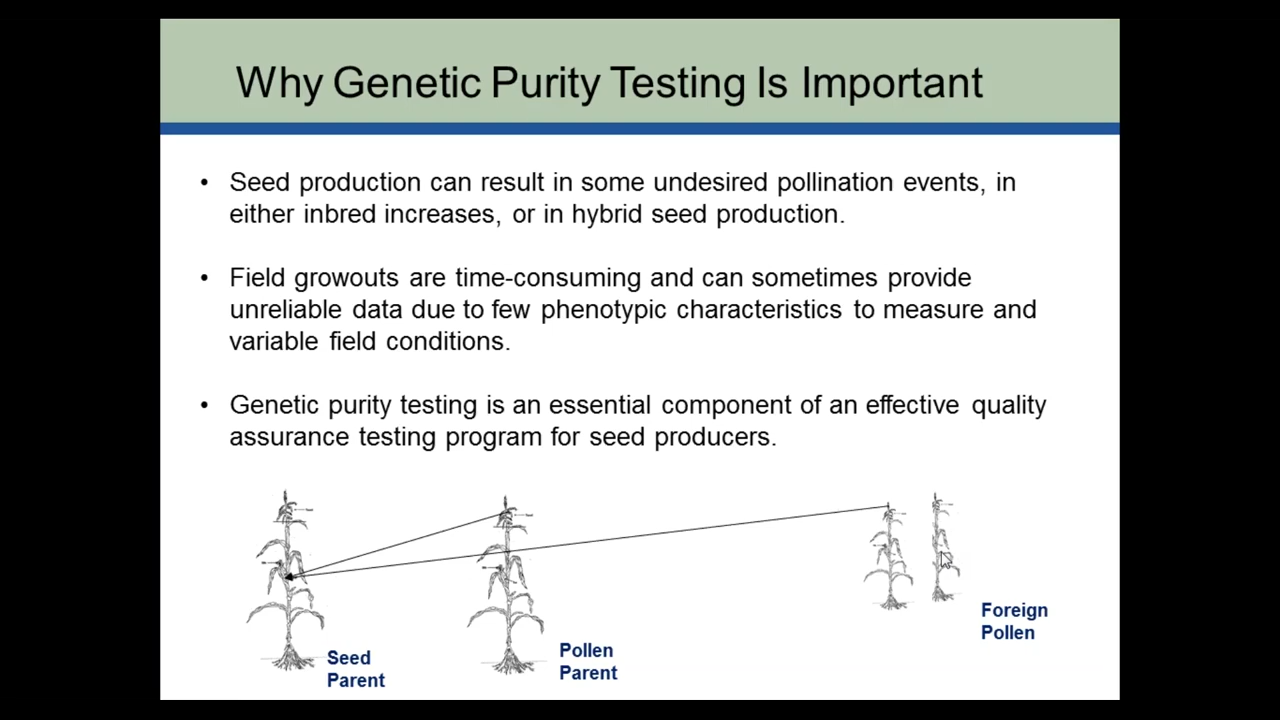 Why Genetic Purity Testing Is Important
• Seed production can result in some undesired pollination events, in
either inbred increases, or in hybrid seed production.
• Field growouts are time-consuming and can sometimes provide
unreliable data due to few phenotypic characteristics to measure and
variable field conditions.
• Genetic purity testing is an essential component of an effective quality
assurance testing program for seed producers.
Seed
Parent
Pollen
Parent
Foreign
Pollen